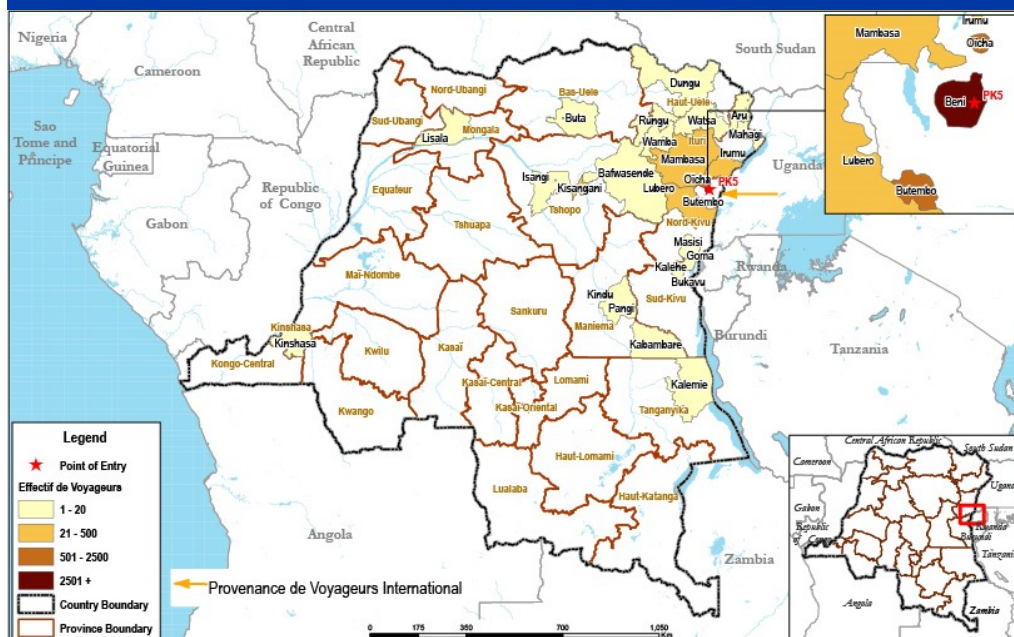 Nigeria
Cameroon
Central
African
Republic
South Sudan
Sao
Tome and
Príncipe
Equatorial
Guinea
Gabon
Republic
of Congo
Uganda
Rwanda
Burundi
Tanzania
Angola
Zambia
Nord-Ubangi
Sud-Ubangi
Lisala
Mongala
Bas-Uele
Buta
Dungu
Haut-Uele
Rungu
Watsa
Aru
Mahagi
Wamba
Ituri
Mambasa
Irumu
Isangi
Kisangani
Bafwasende
Oicha
PK5
Lubero
Butembo
Nord-Kivu
Equateur
Tshopo
Tshuapa
Masisi
Goma
Kalehe
Bukavu
Maï-Ndombe
Kindu
Pangi
Sud-Kivu
Sankuru
Maniema
Kinshasa
Kinshasa
Kabambare
Kongo-Central
Kwilu
Kasaï
Kasaï-Central
Lomami
Kalemie
Kwango
Kasaï-Oriental
Tanganyika
Haut-Lomami
Lualaba
Haut-Katanga
Irumu
Mambasa
Oicha
Beni
PK5
Lubero
Butembo
Legend
Point of Entry
Effectif de Voyageurs
1 - 20
21 - 500
501 - 2500
2501 +
Country Boundary
Province Boundary
Provenance de Voyageurs International
0 175 350 700 1,050
Central African Republic
South Sudan
Cameroon
Gabon
Republic
Rwanda
Burundi
Angola
Zambia